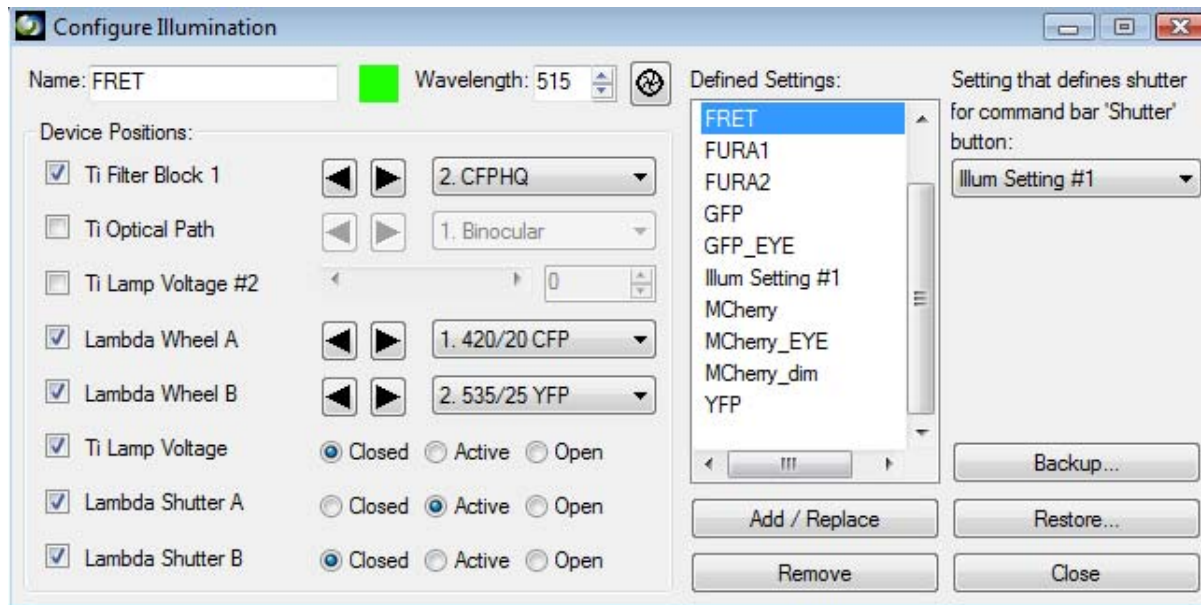 Configure Illumination
Name: FRET
Wavelength: 515
Device Positions:
Ti Filter Block 1
2. CFPHQ
Ti Optical Path
1. Binocular
Ti Lamp Voltage #2
0
Lambda Wheel A
1. 420/20 CFP
Lambda Wheel B
2. 535/25 YFP
Ti Lamp Voltage
Closed Active Open
Lambda Shutter A
Closed Active Open
Lambda Shutter B
Closed Active Open
Defined Settings:
FRET
FURA1
FURA2
GFP
GFP_EYE
Illum Setting #1
MCherry
MCherry_EYE
MCherry_dim
YFP
Add / Replace
Remove
Setting that defines shutter
for command bar 'Shutter'
button:
Illum Setting #1
Backup...
Restore...
Close